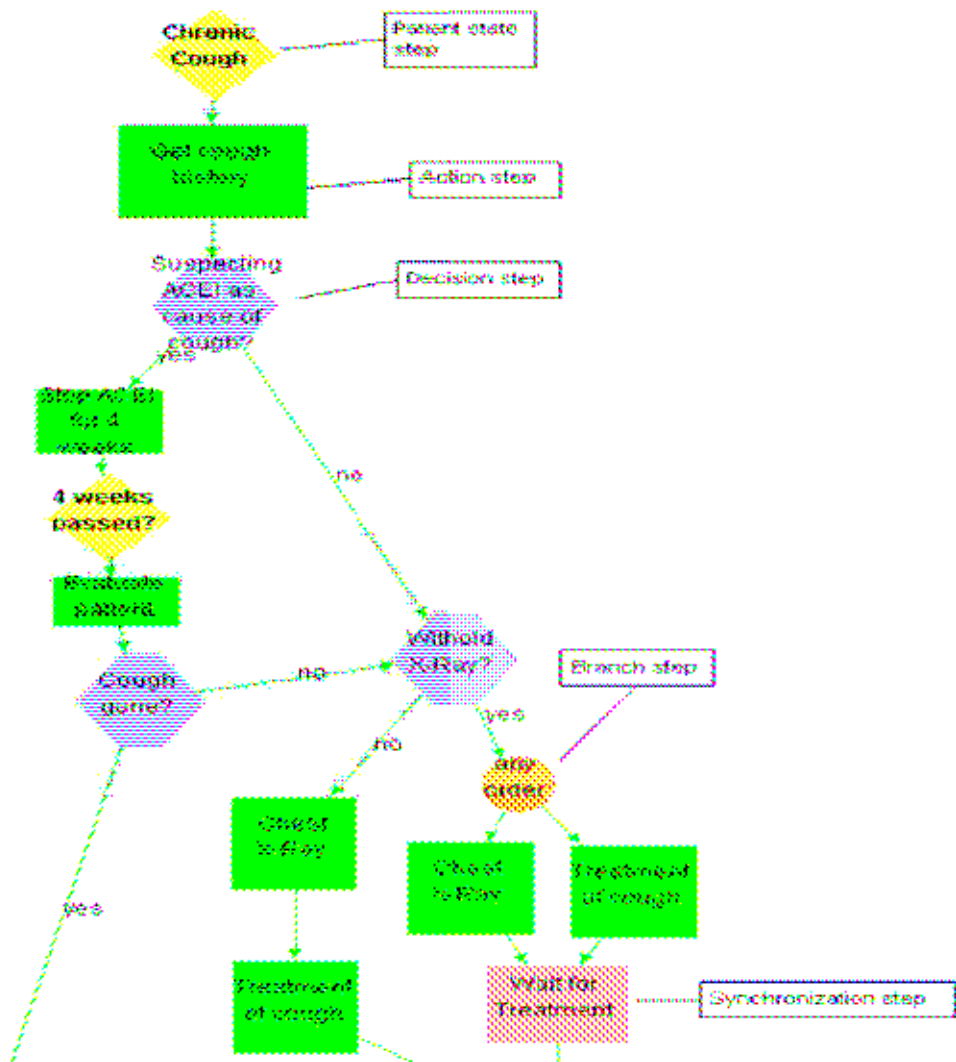 Chronic
Cough
Patient state
step
Get cough
history
Action step
Suspecting
ACEI as
cause of
cough?
Decision step
yes
Stop ACEI
for 4
weeks
no
4 weeks
passed?
Evaluate
patient
Withold
X-Ray?
Branch step
Cough
gone?
no
yes
no
any
order
Chest
X-Ray
Chest
X-Ray
Treatment
of cough
yes
Treatment
of cough
Wait for
Treatment
Synchronization step